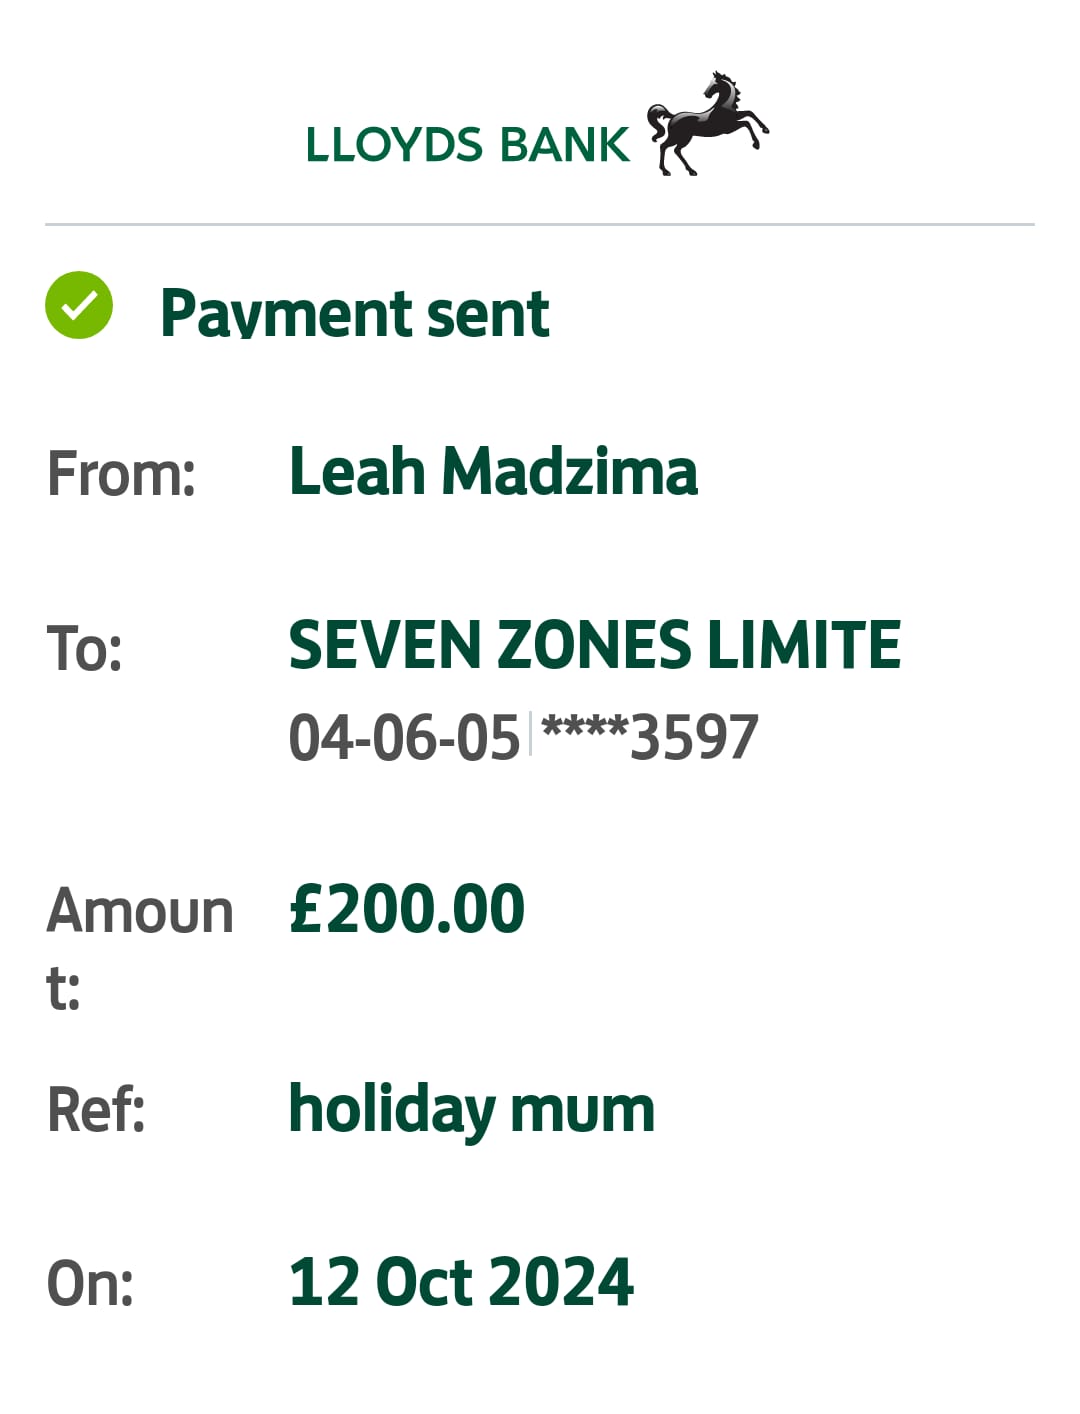 LLOYDS BANK
Payment sent
From: Leah Madzima
To: SEVEN ZONES LIMITE
04-06-05 ****3597
Amoun £200.00
t:
Ref: holiday mum
On: 12 Oct 2024